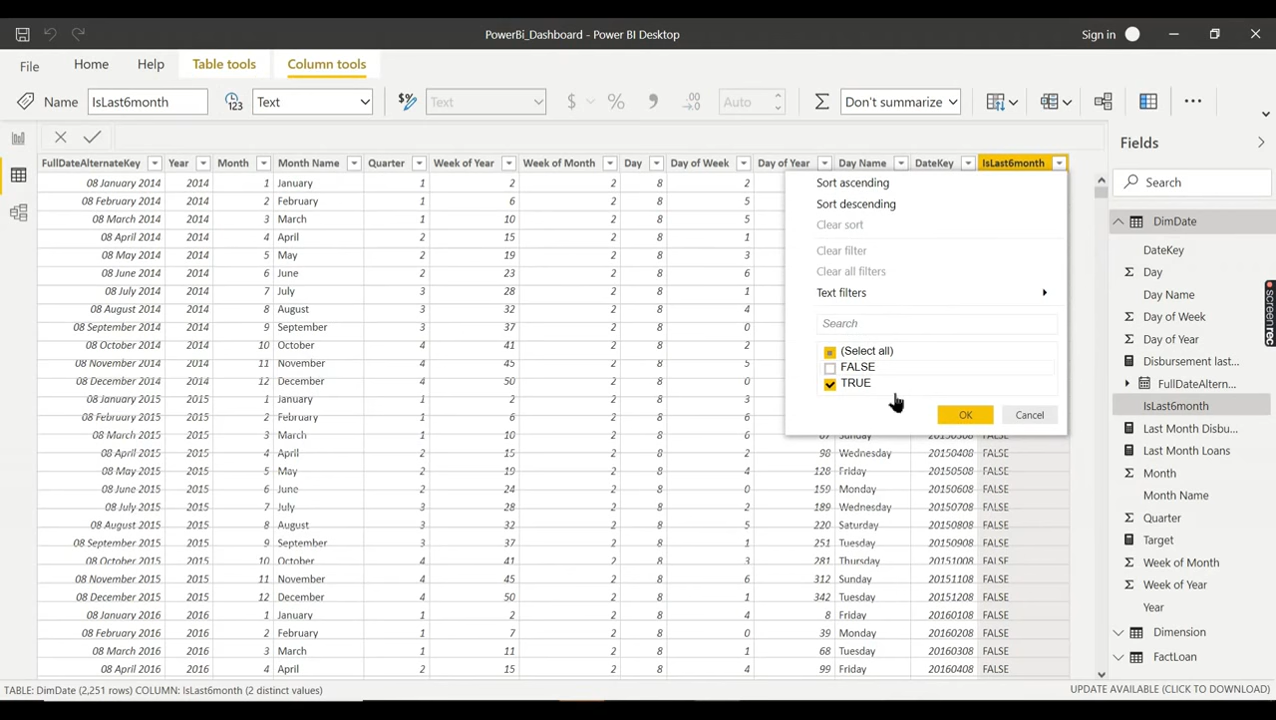 PowerBi_Dashboard - Power BI Desktop
Sign in
File Home Help Table tools Column tools
Name IsLast6month Text Text $ % 9 .00 Auto Σ Don't summarize ...
FullDateAlternateKey Year Month Month Name Quarter Week of Year Week of Month Day Day of Week Day of Year Day Name DateKey IsLast6month
08 January 2014 2014 1 January 1 2 2 8 2
08 February 2014 2014 2 February 1 6 2 8 5
08 March 2014 2014 3 March 1 10 2 8 5
08 April 2014 2014 4 April 2 15 2 8 1
08 May 2014 2014 5 May 2 19 2 8 3
08 June 2014 2014 6 June 2 23 2 8 6
08 July 2014 2014 7 July 3 28 2 8 1
08 August 2014 2014 8 August 3 32 2 8 4
08 September 2014 2014 9 September 3 37 2 8 0
08 October 2014 2014 10 October 4 41 2 8 2
08 November 2014 2014 11 November 4 45 2 8 5
08 December 2014 2014 12 December 4 50 2 8 0
08 January 2015 2015 1 January 1 2 2 8 3
08 February 2015 2015 2 February 1 6 2 8 6
08 March 2015 2015 3 March 1 10 2 8 6 67 Sunday 20150308 FALSE
08 April 2015 2015 4 April 2 15 2 8 2 98 Wednesday 20150408 FALSE
08 May 2015 2015 5 May 2 19 2 8 4 128 Friday 20150508 FALSE
08 June 2015 2015 6 June 2 24 2 8 0 159 Monday 20150608 FALSE
08 July 2015 2015 7 July 3 28 2 8 2 189 Wednesday 20150708 FALSE
08 August 2015 2015 8 August 3 32 2 8 5 220 Saturday 20150808 FALSE
08 September 2015 2015 9 September 3 37 2 8 1 251 Tuesday 20150908 FALSE
08 October 2015 2015 10 October 4 41 2 8 3 281 Thursday 20151008 FALSE
08 November 2015 2015 11 November 4 45 2 8 6 312 Sunday 20151108 FALSE
08 December 2015 2015 12 December 4 50 2 8 1 342 Tuesday 20151208 FALSE
08 January 2016 2016 1 January 1 2 2 8 4 8 Friday 20160108 FALSE
08 February 2016 2016 2 February 1 7 2 8 0 39 Monday 20160208 FALSE
08 March 2016 2016 3 March 1 11 2 8 1 68 Tuesday 20160308 FALSE
08 April 2016 2016 4 April 2 15 2 8 4 99 Friday 20160408 FALSE
Sort ascending
Sort descending
Clear sort
Clear filter
Clear all filters
Text filters
Search
(Select all)
FALSE
TRUE
OK Cancel
Fields
Search
DimDate
DateKey
Σ Day
Day Name
Σ Day of Week
Σ Day of Year
Disbursement last...
FullDateAltern...
IsLast6month
Last Month Disbu...
Last Month Loans
Σ Month
Month Name
Σ Quarter
Target
Σ Week of Month
Σ Week of Year
Year
Dimension
FactLoan
screenrec
TABLE: DimDate (2,251 rows) COLUMN: IsLast6month (2 distinct values)
UPDATE AVAILABLE (CLICK TO DOWNLOAD)